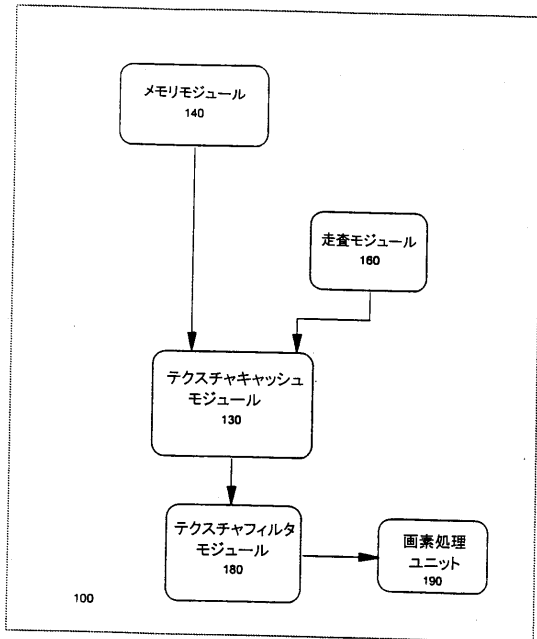 メモリモジュール
140
走査モジュール
160
テクスチャキャッシュ
モジュール
130
テクスチャフィルタ
モジュール
180
画素処理
ユニット
190
100